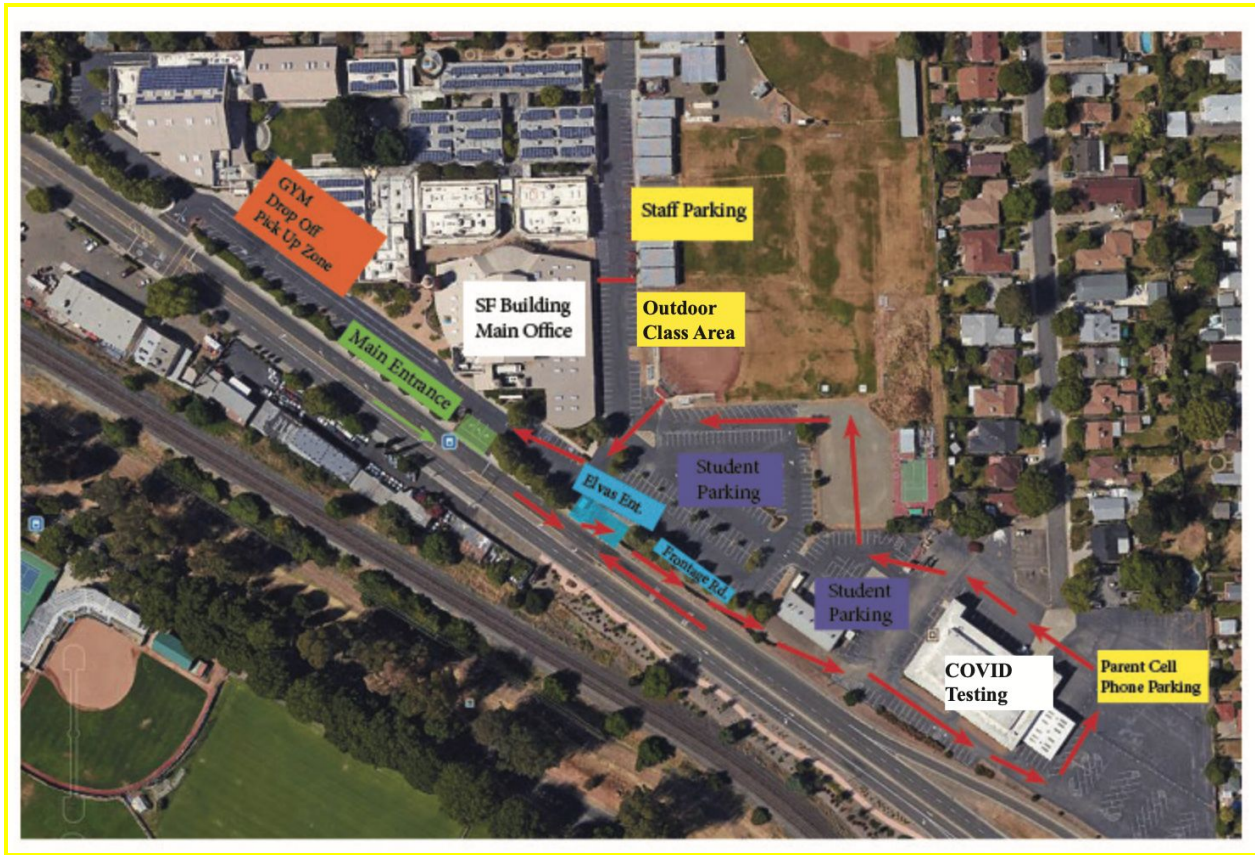 GYM
Drop Off
Pick Up Zone
Staff Parking
SF Building
Main Office
Outdoor
Class Area
Main Entrance
Student
Parking
Elvas Ent.
Frontage Rd.
Student
Parking
COVID
Testing
Parent Cell
Phone Parking